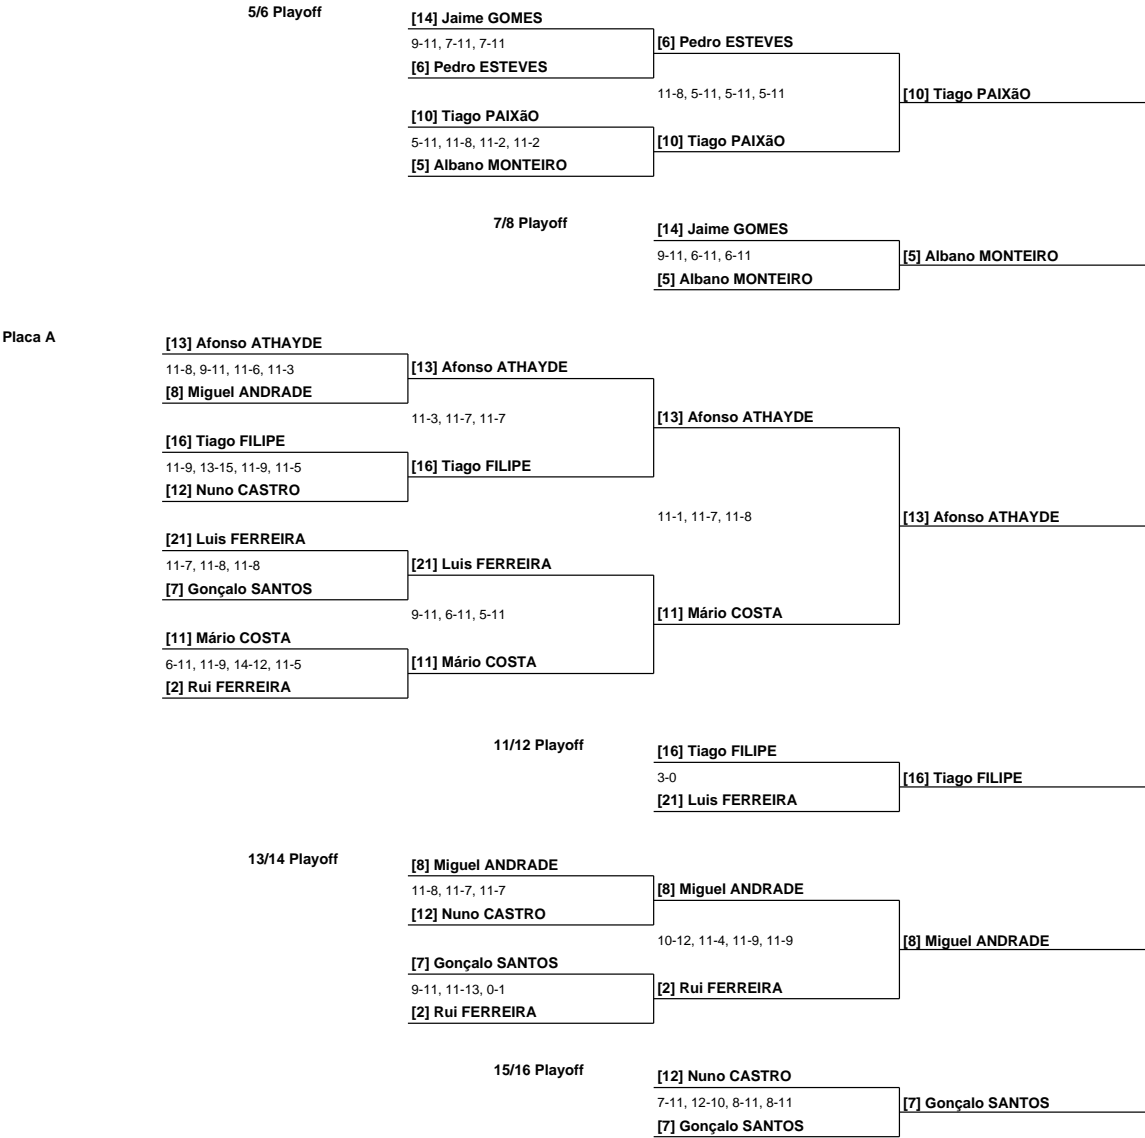 5/6 Playoff
[14] Jaime GOMES
9-11, 7-11, 7-11
[6] Pedro ESTEVES
[6] Pedro ESTEVES
11-8, 5-11, 5-11, 5-11
[10] Tiago PAIXãO
[10] Tiago PAIXãO
5-11, 11-8, 11-2, 11-2
[10] Tiago PAIXãO
[5] Albano MONTEIRO
7/8 Playoff
[14] Jaime GOMES
9-11, 6-11, 6-11
[5] Albano MONTEIRO
[5] Albano MONTEIRO
Placa A
[13] Afonso ATHAYDE
11-8, 9-11, 11-6, 11-3
[13] Afonso ATHAYDE
[8] Miguel ANDRADE
11-3, 11-7, 11-7
[13] Afonso ATHAYDE
[16] Tiago FILIPE
11-9, 13-15, 11-9, 11-5
[16] Tiago FILIPE
[12] Nuno CASTRO
11-1, 11-7, 11-8
[13] Afonso ATHAYDE
[21] Luis FERREIRA
11-7, 11-8, 11-8
[21] Luis FERREIRA
[7] Gonçalo SANTOS
9-11, 6-11, 5-11
[11] Mário COSTA
[11] Mário COSTA
6-11, 11-9, 14-12, 11-5
[11] Mário COSTA
[2] Rui FERREIRA
11/12 Playoff
[16] Tiago FILIPE
3-0
[16] Tiago FILIPE
[21] Luis FERREIRA
13/14 Playoff
[8] Miguel ANDRADE
11-8, 11-7, 11-7
[8] Miguel ANDRADE
[12] Nuno CASTRO
10-12, 11-4, 11-9, 11-9
[8] Miguel ANDRADE
[7] Gonçalo SANTOS
9-11, 11-13, 0-1
[2] Rui FERREIRA
[2] Rui FERREIRA
15/16 Playoff
[12] Nuno CASTRO
7-11, 12-10, 8-11, 8-11
[7] Gonçalo SANTOS
[7] Gonçalo SANTOS